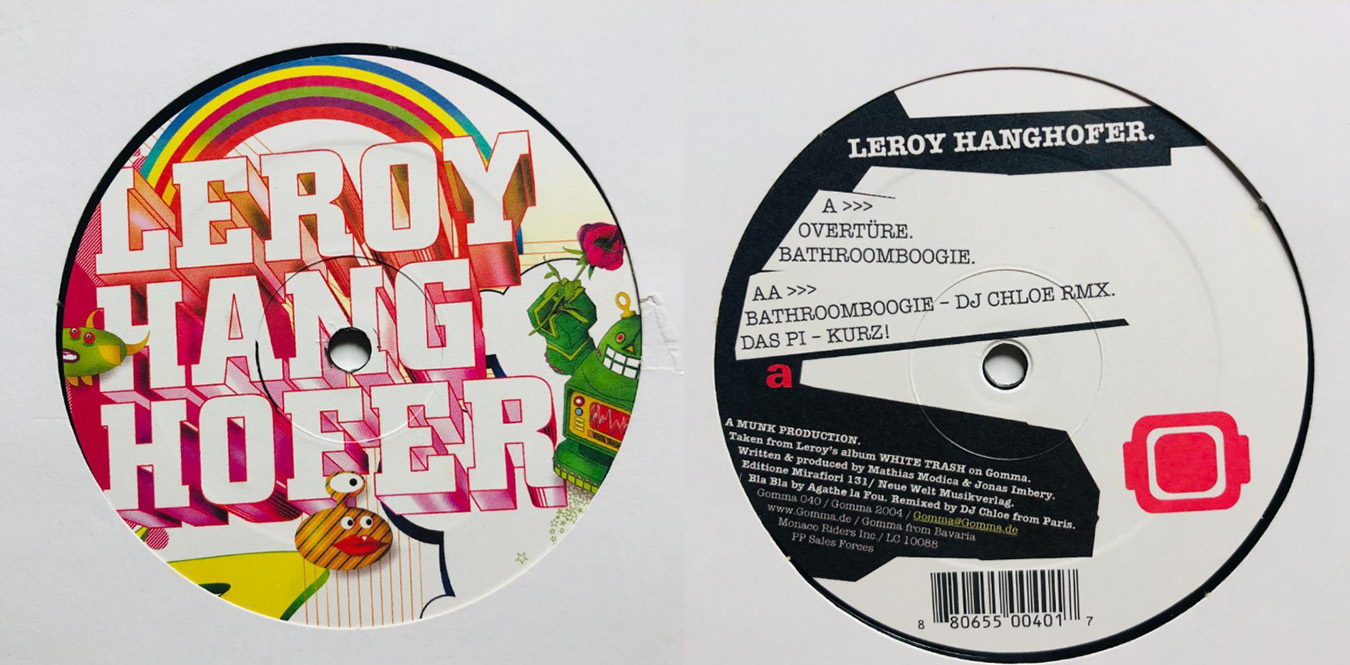 LEROY
HANG
HOFER
LEROY HANGHOFER.
A >>>
OVERTÜRE.
BATHROOMBOOGIE.
AA >>>
BATHROOMBOOGIE – DJ CHLOE RMX.
DAS PI – KURZ!
a
A MUNK PRODUCTION.
Taken from Leroy's album WHITE TRASH on Gomma.
Written & produced by Mathias Modica & Jonas Imbery.
Editione Mirafiori 131/ Neue Welt Musikverlag.
Bla Bla by Agathe la Fou. Remixed by DJ Chloe from Paris.
Gomma 040 / Gomma 2004 / Gomma@Gomma.de
www.Gomma.de / Gomma from Bavaria
Monaco Riders Inc / LC 10088
PP Sales Forces
8 80655 00401 7